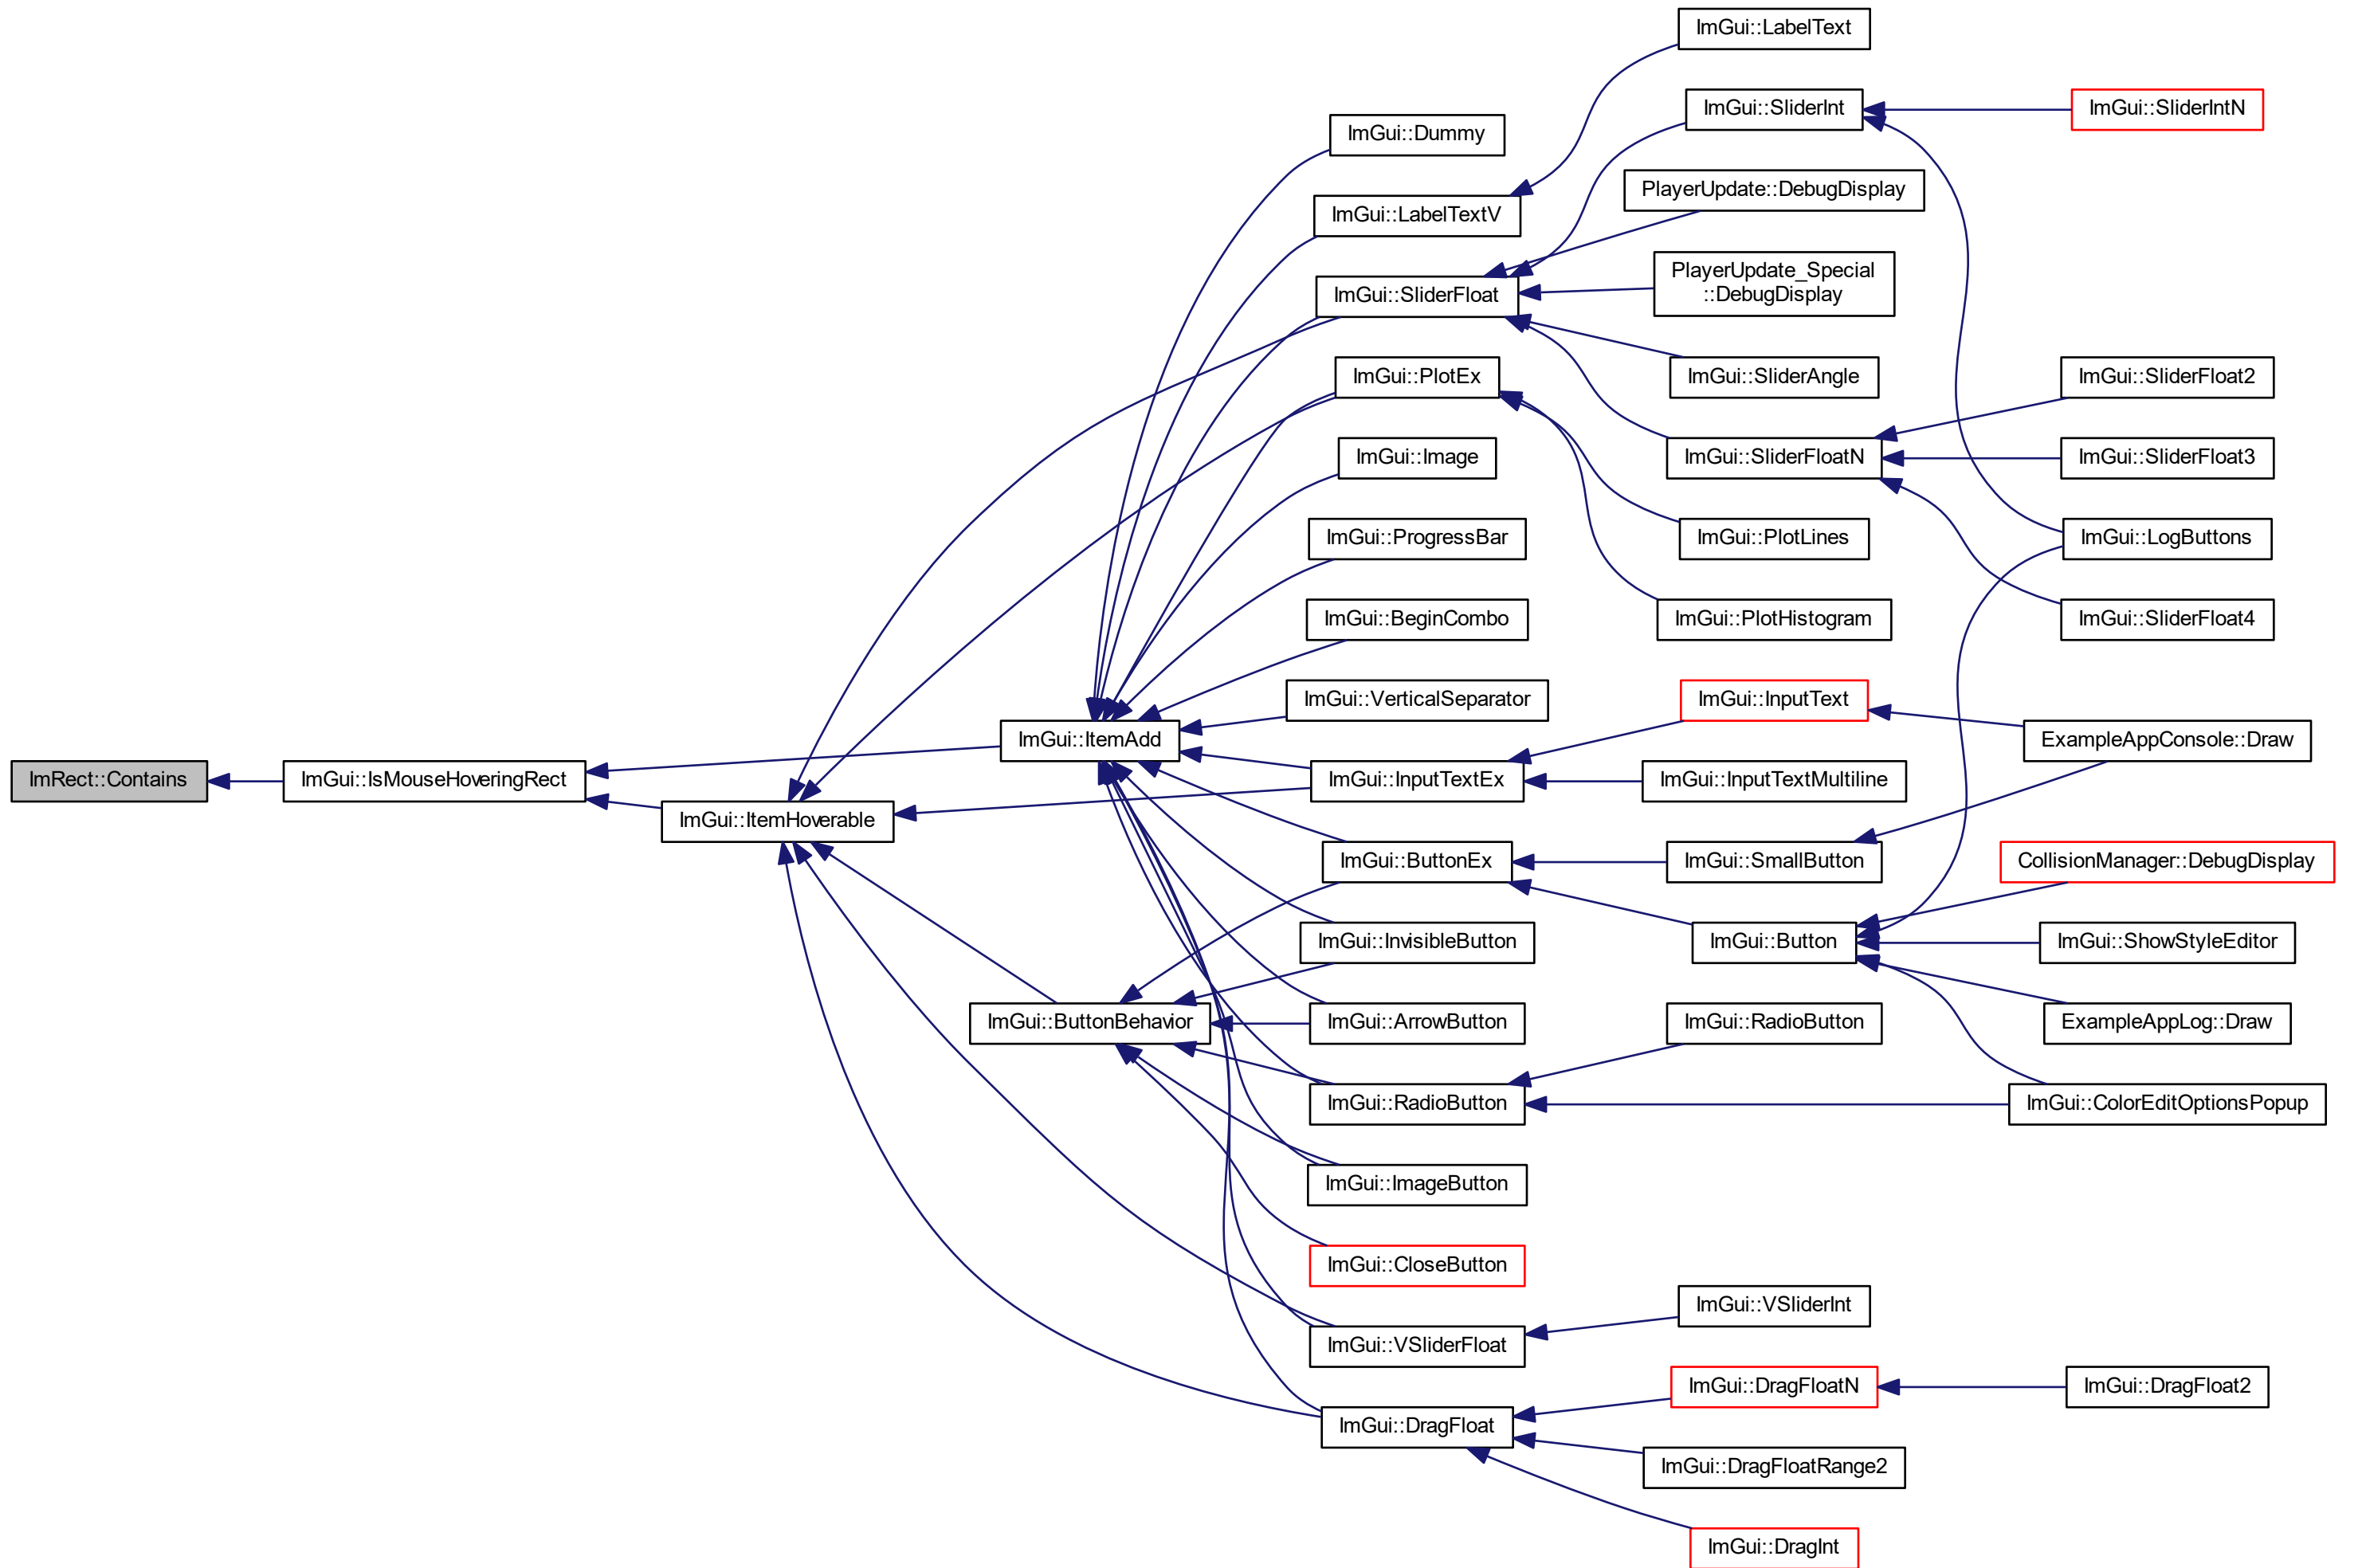 ImRect::Contains
ImGui::IsMouseHoveringRect
ImGui::ItemAdd
ImGui::ItemHoverable
ImGui::ButtonBehavior
ImGui::Dummy
ImGui::LabelTextV
ImGui::SliderFloat
ImGui::PlotEx
ImGui::Image
ImGui::ProgressBar
ImGui::BeginCombo
ImGui::VerticalSeparator
ImGui::InputTextEx
ImGui::ButtonEx
ImGui::InvisibleButton
ImGui::ArrowButton
ImGui::RadioButton
ImGui::ImageButton
ImGui::CloseButton
ImGui::VSliderFloat
ImGui::DragFloat
ImGui::LabelText
ImGui::SliderInt
PlayerUpdate::DebugDisplay
PlayerUpdate_Special
::DebugDisplay
ImGui::SliderAngle
ImGui::SliderFloatN
ImGui::PlotLines
ImGui::PlotHistogram
ImGui::InputText
ImGui::InputTextMultiline
ImGui::SmallButton
ImGui::Button
ImGui::RadioButton
ImGui::VSliderInt
ImGui::DragFloatN
ImGui::DragFloatRange2
ImGui::DragInt
ImGui::SliderIntN
ImGui::SliderFloat2
ImGui::SliderFloat3
ImGui::LogButtons
ImGui::SliderFloat4
ExampleAppConsole::Draw
CollisionManager::DebugDisplay
ImGui::ShowStyleEditor
ExampleAppLog::Draw
ImGui::ColorEditOptionsPopup
ImGui::DragFloat2